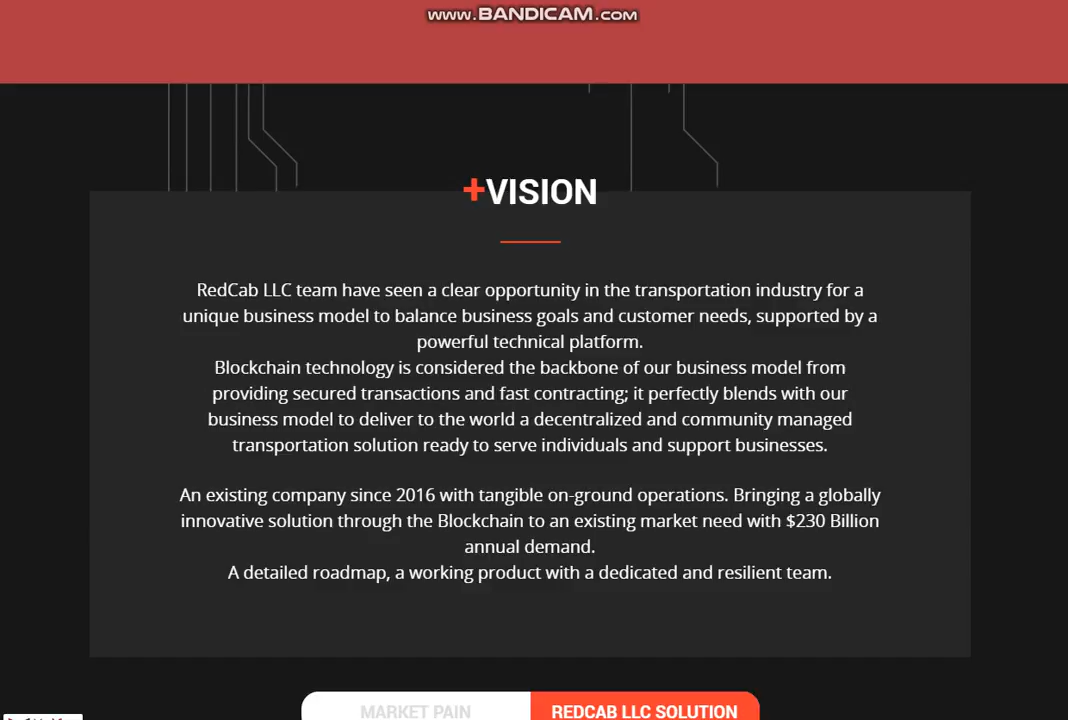 www.BANDICAM.com
+VISION
RedCab LLC team have seen a clear opportunity in the transportation industry for a
unique business model to balance business goals and customer needs, supported by a
powerful technical platform.
Blockchain technology is considered the backbone of our business model from
providing secured transactions and fast contracting; it perfectly blends with our
business model to deliver to the world a decentralized and community managed
transportation solution ready to serve individuals and support businesses.
An existing company since 2016 with tangible on-ground operations. Bringing a globally
innovative solution through the Blockchain to an existing market need with $230 Billion
annual demand.
A detailed roadmap, a working product with a dedicated and resilient team.
MARKET PAIN
REDCAB LLC SOLUTION